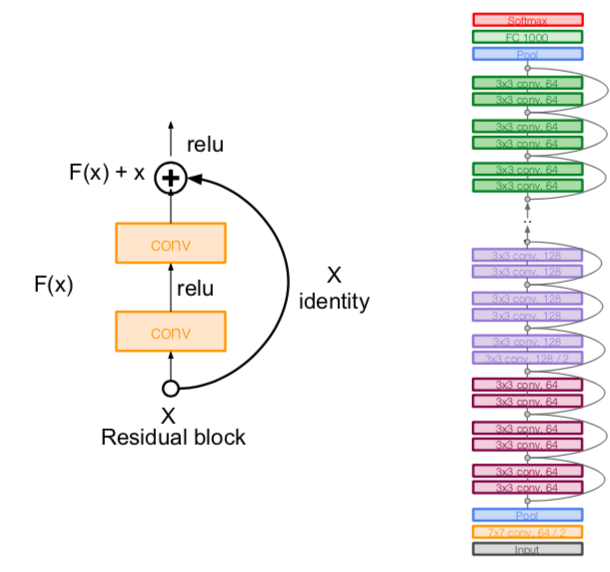 relu
F(x) + x
conv
F(x)
relu
X
identity
conv
X
Residual block
Softmax
FC 1000
Pool
3x3 conv, 64
3x3 conv, 64
3x3 conv, 64
3x3 conv, 64
3x3 conv, 64
3x3 conv, 64
..
3x3 conv, 128
3x3 conv, 128
3x3 conv, 128
3x3 conv, 128
3x3 conv, 128
3x3 conv, 128 / 2
3x3 conv, 64
3x3 conv, 64
3x3 conv, 64
3x3 conv, 64
3x3 conv, 64
3x3 conv, 64
Pool
7x7 conv, 64 / 2
Input